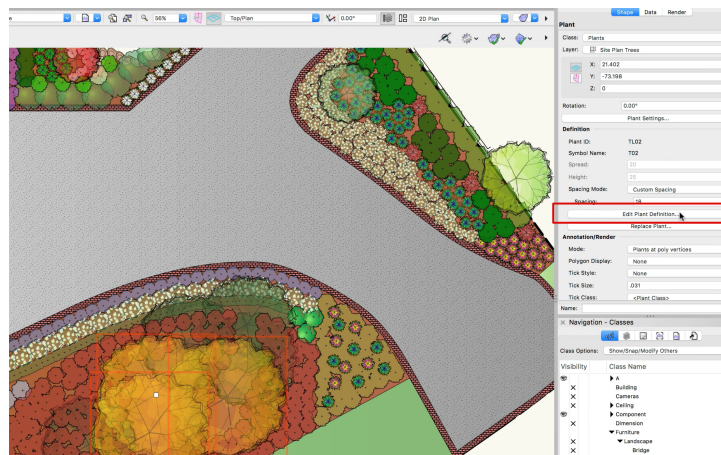 56%
Top/Plan
0.00°
2D Plan
Shape Data Render
Plant
Class: Plants
Layer: Site Plan Trees
X: 21.402
Y: -73.198
Z: 0
Rotation: 0.00°
Plant Settings...
Definition
Plant ID: TL02
Symbol Name: T02
Spread: 20
Height: 25
Spacing Mode: Custom Spacing
Spacing: 18
Edit Plant Definition...
Replace Plant...
Annotation/Render
Mode: Plants at poly vertices
Polygon Display: None
Tick Style: None
Tick Size: .031
Tick Class: <Plant Class>
Name:
Navigation - Classes
Class Options: Show/Snap/Modify Others
Visibility Class Name
A
Building
Cameras
Ceiling
Component
Dimension
Furniture
Landscape
Bridge